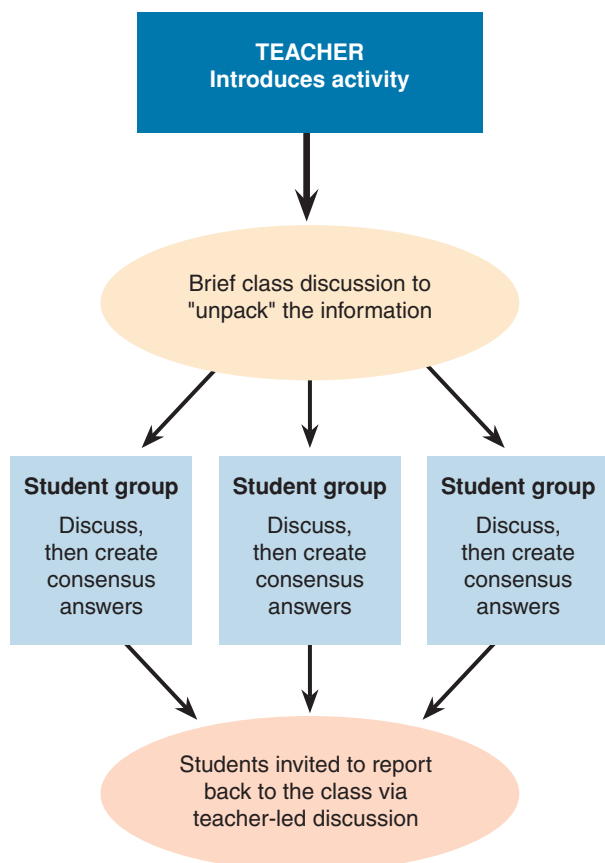 TEACHER
Introduces activity
Brief class discussion to
"unpack" the information
Student group
Discuss,
then create
consensus
answers
Student group
Discuss,
then create
consensus
answers
Student group
Discuss,
then create
consensus
answers
Students invited to report
back to the class via
teacher-led discussion